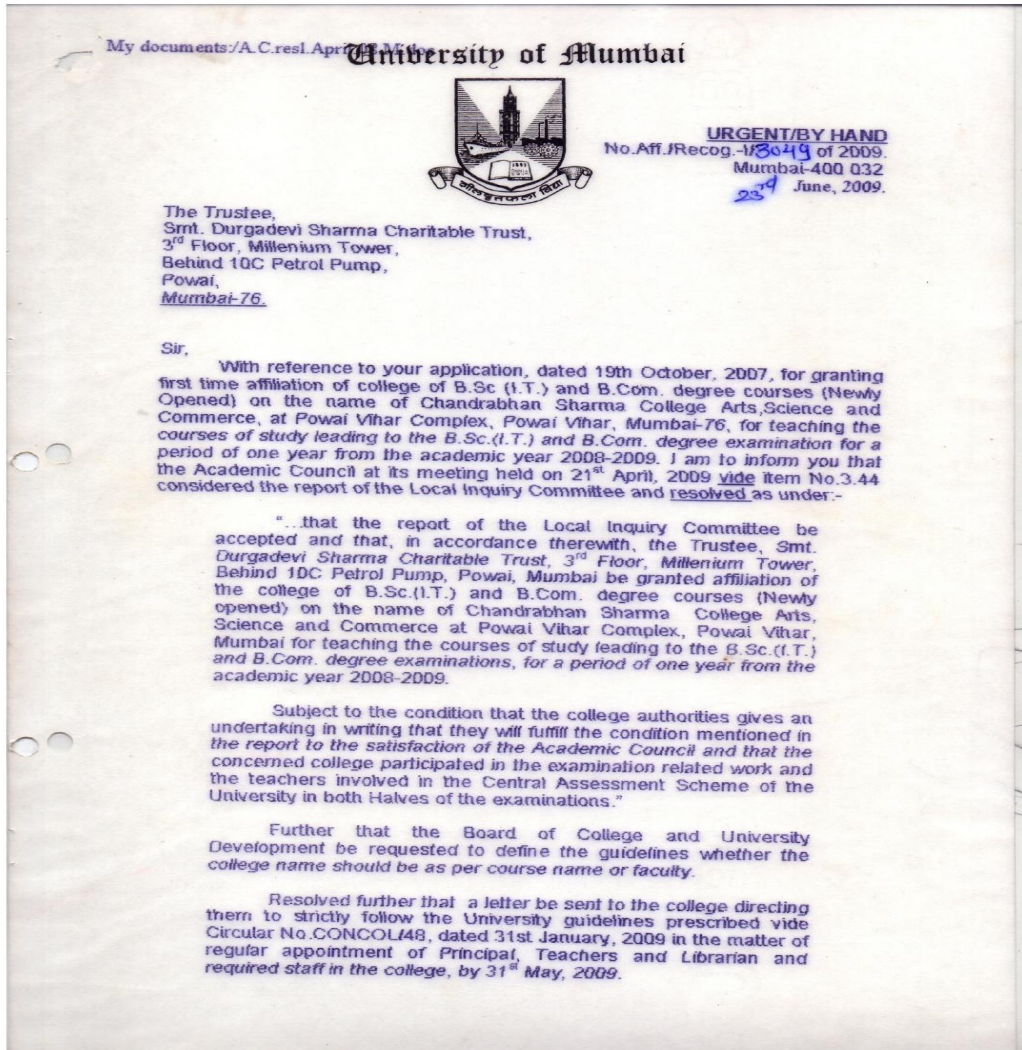 My documents:/A.C.resl.Apri
University of Mumbai
URGENT/BY HAND
No.Aff./Recog.-I/3049 of 2009.
Mumbai-400 032
23rd June, 2009.
The Trustee,
Smt. Durgadevi Sharma Charitable Trust,
3rd Floor, Millenium Tower,
Behind 10C Petrol Pump,
Powai,
Mumbai-76.
Sir,
With reference to your application, dated 19th October, 2007, for granting
first time affiliation of college of B.Sc (I.T.) and B.Com. degree courses (Newly
Opened) on the name of Chandrabhan Sharma College Arts,Science and
Commerce, at Powai Vihar Complex, Powai Vihar, Mumbai-76, for teaching the
courses of study leading to the B.Sc.(I.T.) and B.Com. degree examination for a
period of one year from the academic year 2008-2009. I am to inform you that
the Academic Council at its meeting held on 21st April, 2009 vide item No.3.44
considered the report of the Local Inquiry Committee and resolved as under:-
"...that the report of the Local Inquiry Committee be
accepted and that, in accordance therewith, the Trustee, Smt.
Durgadevi Sharma Charitable Trust, 3rd Floor, Millenium Tower,
Behind 10C Petrol Pump, Powai, Mumbai be granted affiliation of
the college of B.Sc.(I.T.) and B.Com. degree courses (Newly
opened) on the name of Chandrabhan Sharma College Arts,
Science and Commerce at Powai Vihar Complex, Powai Vihar,
Mumbai for teaching the courses of study leading to the B.Sc.(I.T.)
and B.Com. degree examinations, for a period of one year from the
academic year 2008-2009.
Subject to the condition that the college authorities gives an
undertaking in writing that they will fulfill the condition mentioned in
the report to the satisfaction of the Academic Council and that the
concerned college participated in the examination related work and
the teachers involved in the Central Assessment Scheme of the
University in both Halves of the examinations."
Further that the Board of College and University
Development be requested to define the guidelines whether the
college name should be as per course name or faculty.
Resolved further that a letter be sent to the college directing
them to strictly follow the University guidelines prescribed vide
Circular No.CONCOL/48, dated 31st January, 2009 in the matter of
regular appointment of Principal, Teachers and Librarian and
required staff in the college, by 31st May, 2009.